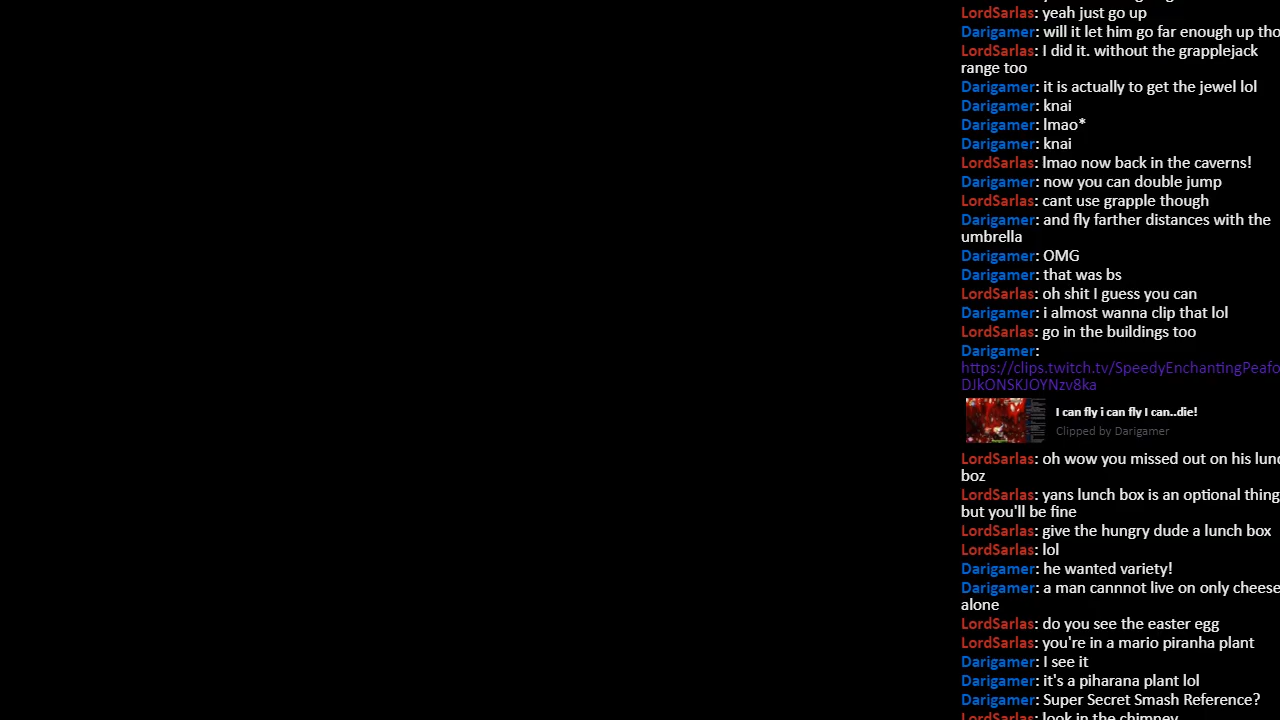 LordSarlas: yeah just go up
Darigamer: will it let him go far enough up tho
LordSarlas: I did it. without the grapplejack
range too
Darigamer: it is actually to get the jewel lol
Darigamer: knai
Darigamer: lmao*
Darigamer: knai
LordSarlas: lmao now back in the caverns!
Darigamer: now you can double jump
LordSarlas: cant use grapple though
Darigamer: and fly farther distances with the
umbrella
Darigamer: OMG
Darigamer: that was bs
LordSarlas: oh shit I guess you can
Darigamer: i almost wanna clip that lol
LordSarlas: go in the buildings too
Darigamer:
https://clips.twitch.tv/SpeedyEnchantingPeafo
DJkONSKJOYNzv8ka
I can fly i can fly I can..die!
Clipped by Darigamer
LordSarlas: oh wow you missed out on his lunc
boz
LordSarlas: yans lunch box is an optional thing
but you'll be fine
LordSarlas: give the hungry dude a lunch box
LordSarlas: lol
Darigamer: he wanted variety!
Darigamer: a man cannnot live on only cheese
alone
LordSarlas: do you see the easter egg
LordSarlas: you're in a mario piranha plant
Darigamer: I see it
Darigamer: it's a piharana plant lol
Darigamer: Super Secret Smash Reference?
LordSarlas: look in the chimney